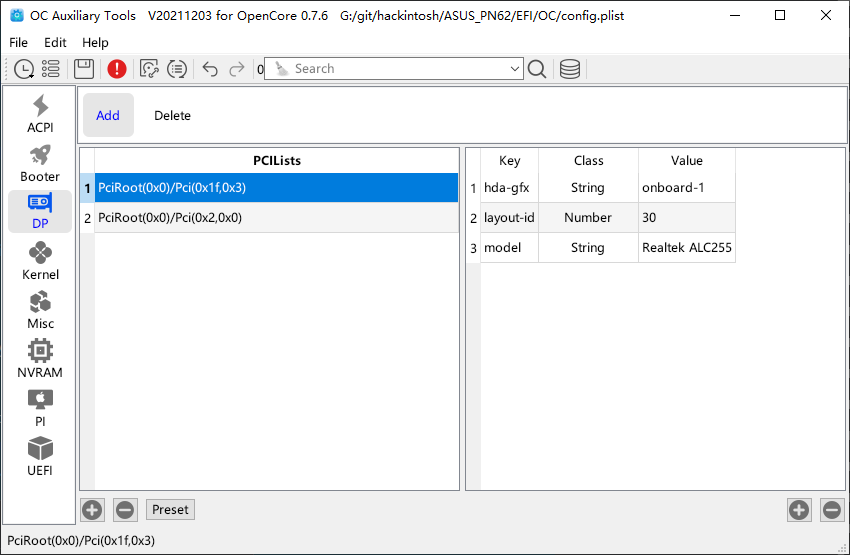 OC Auxiliary Tools V20211203 for OpenCore 0.7.6 G:/git/hackintosh/ASUS_PN62/EFI/OC/config.plist
File Edit Help
0 Search
ACPI
Booter
DP
Kernel
Misc
NVRAM
PI
UEFI
Add Delete
PCILists
1 PciRoot(0x0)/Pci(0x1f,0x3)
2 PciRoot(0x0)/Pci(0x2,0x0)
Key Class Value
1 hda-gfx String onboard-1
2 layout-id Number 30
3 model String Realtek ALC255
Preset
PciRoot(0x0)/Pci(0x1f,0x3)